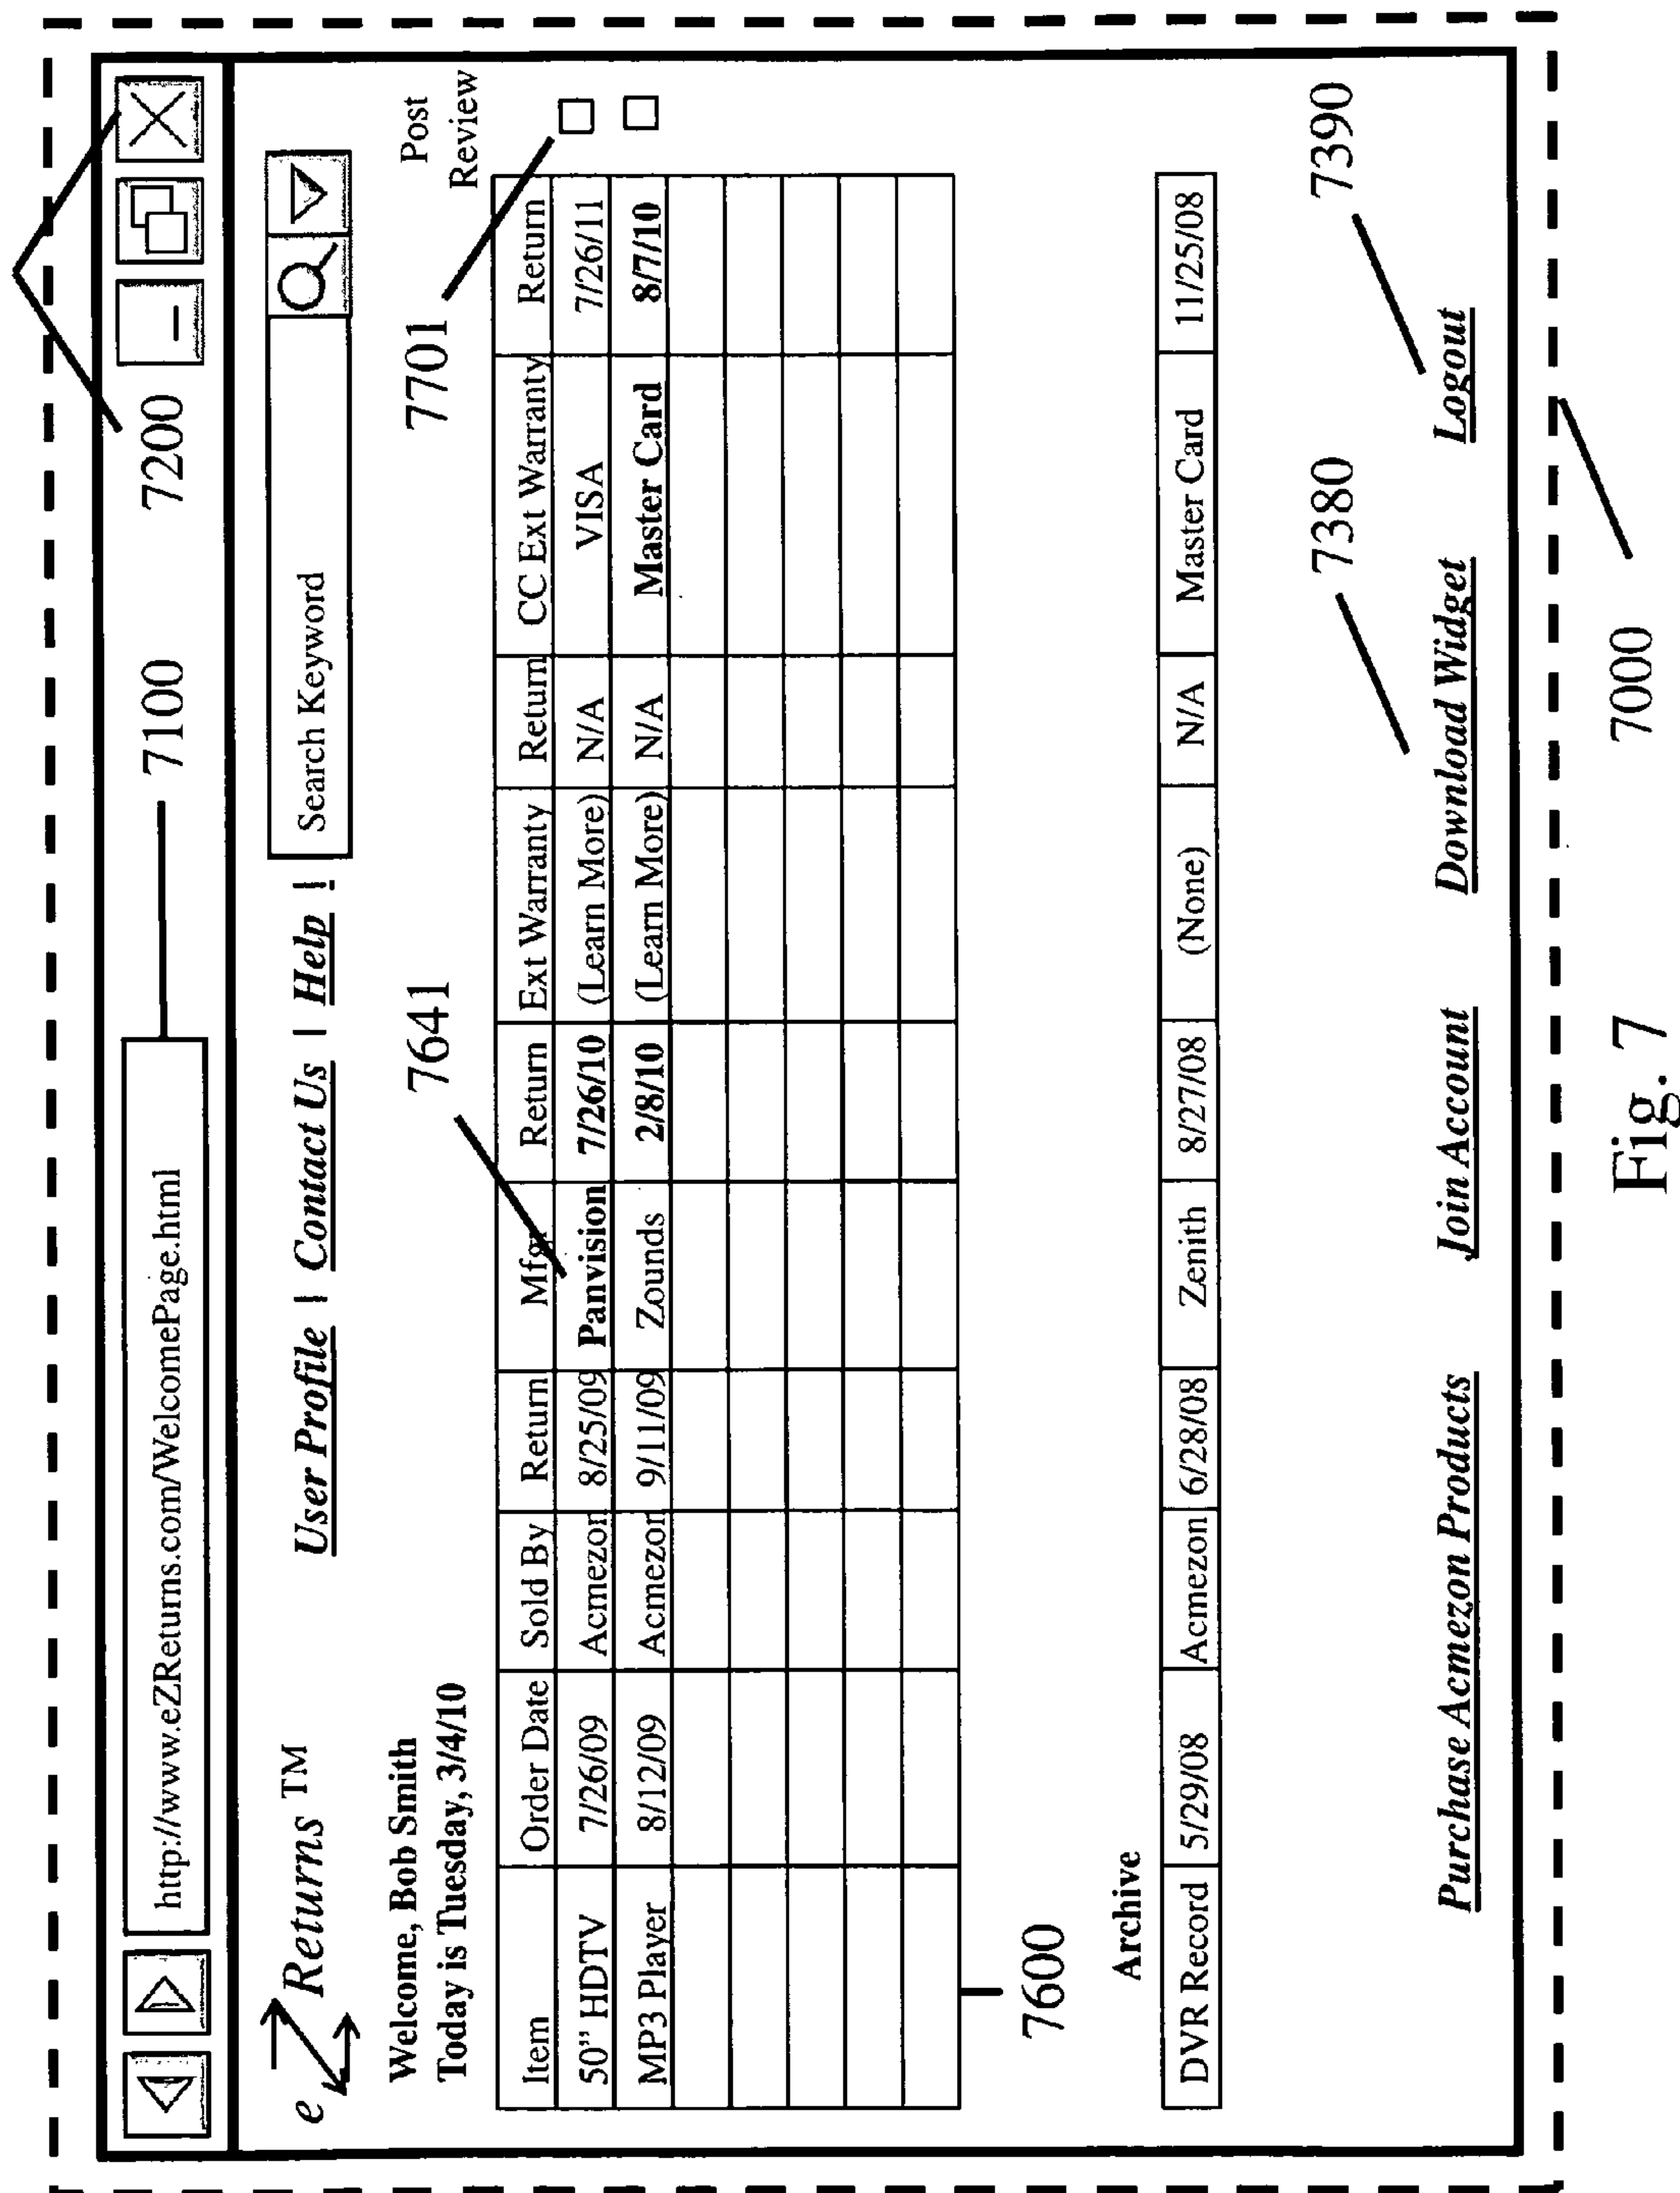 7100 7200
http://www.eZReturns.com/WelcomePage.html
e Returns TM
User Profile | Contact Us | Help |
Search Keyword
Welcome, Bob Smith
Today is Tuesday, 3/4/10
7641
7701
Post
Review
Item Order Date Sold By Return Mfgr Return Ext Warranty Return CC Ext Warranty Return
50” HDTV 7/26/09 Acmezon 8/25/09 Panvision 7/26/10 (Learn More) N/A VISA 7/26/11
MP3 Player 8/12/09 Acmezon 9/11/09 Zounds 2/8/10 (Learn More) N/A Master Card 8/7/10
7600
Archive
DVR Record 5/29/08 Acmezon 6/28/08 Zenith 8/27/08 (None) N/A Master Card 11/25/08
7380
7390
Purchase Acmezon Products Join Account Download Widget Logout
7000
Fig. 7